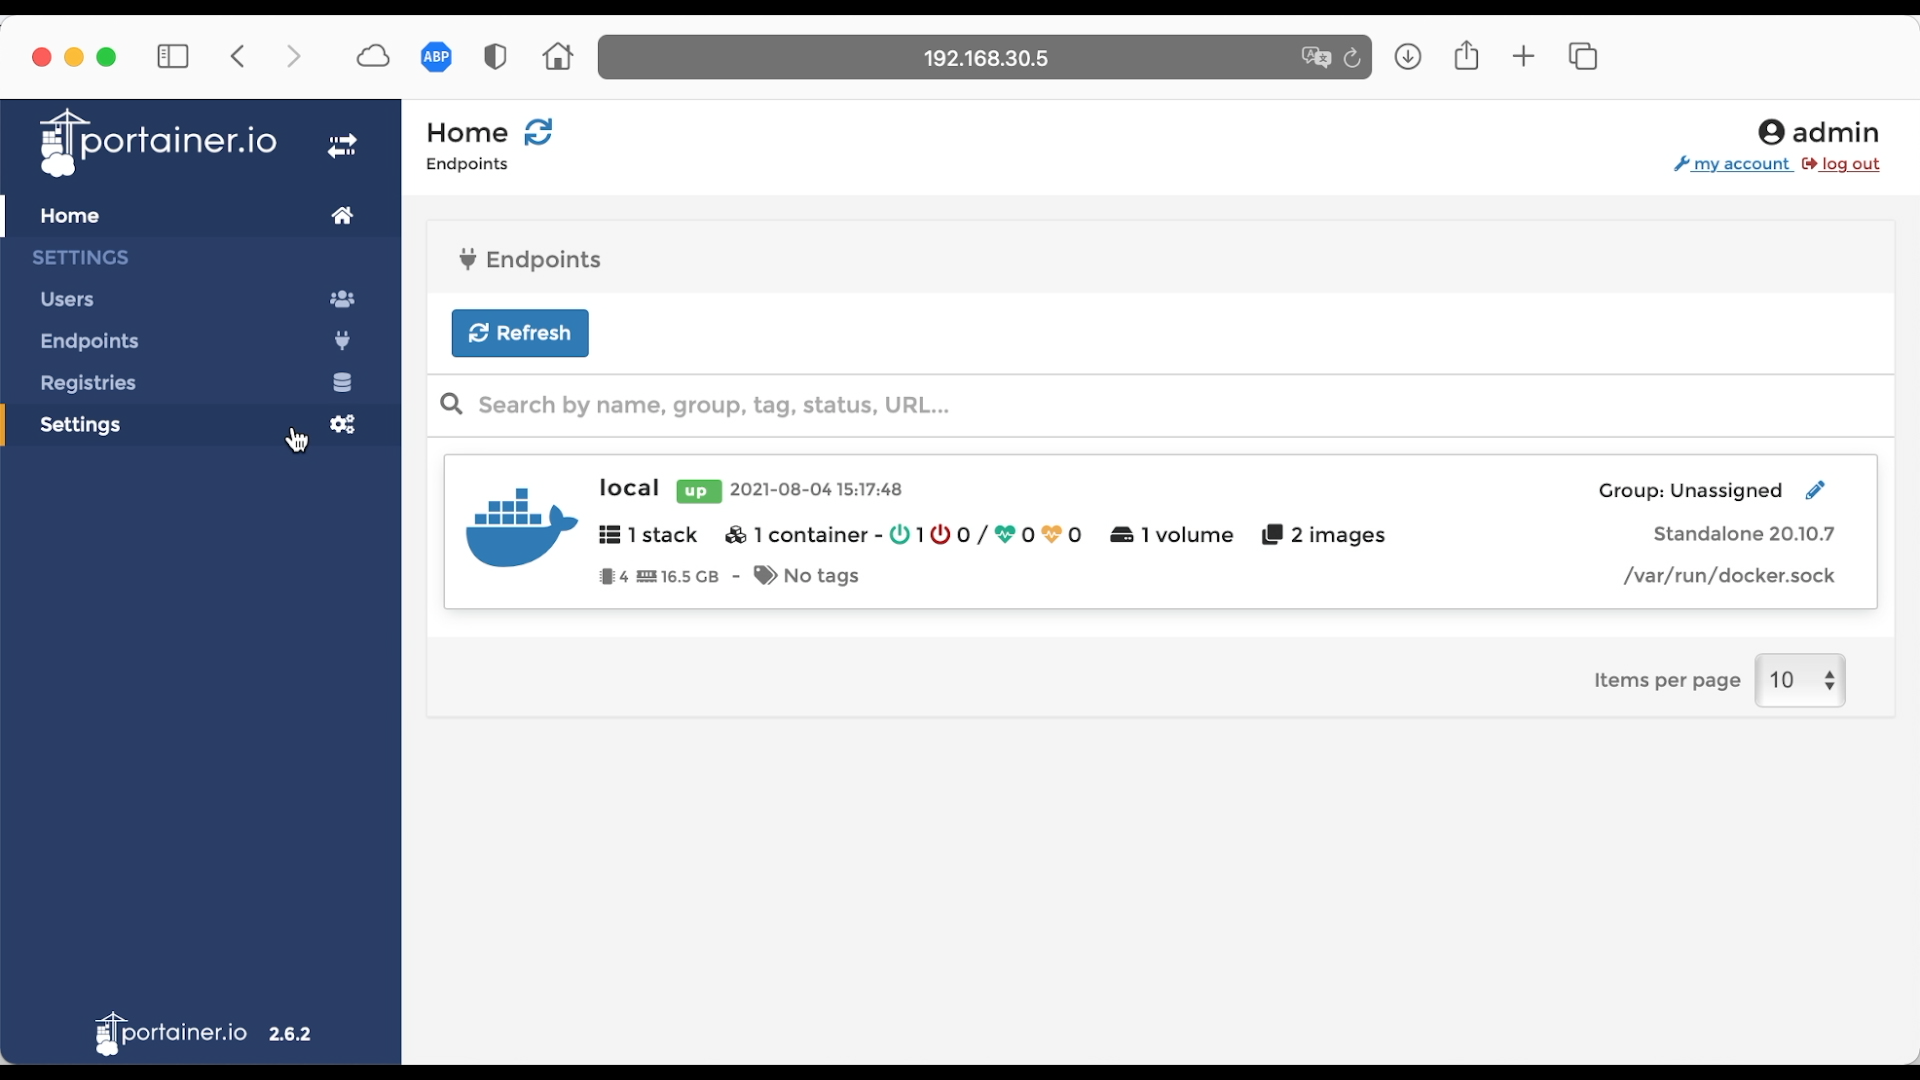 ABP
192.168.30.5
portainer.io
Home
SETTINGS
Users
Endpoints
Registries
Settings
portainer.io 2.6.2
Home
Endpoints
admin
my account log out
Endpoints
Refresh
Search by name, group, tag, status, URL...
local up 2021-08-04 15:17:48 Group: Unassigned
1 stack 1 container - 1 0 / 0 0 1 volume 2 images Standalone 20.10.7
4 16.5 GB - No tags /var/run/docker.sock
Items per page 10